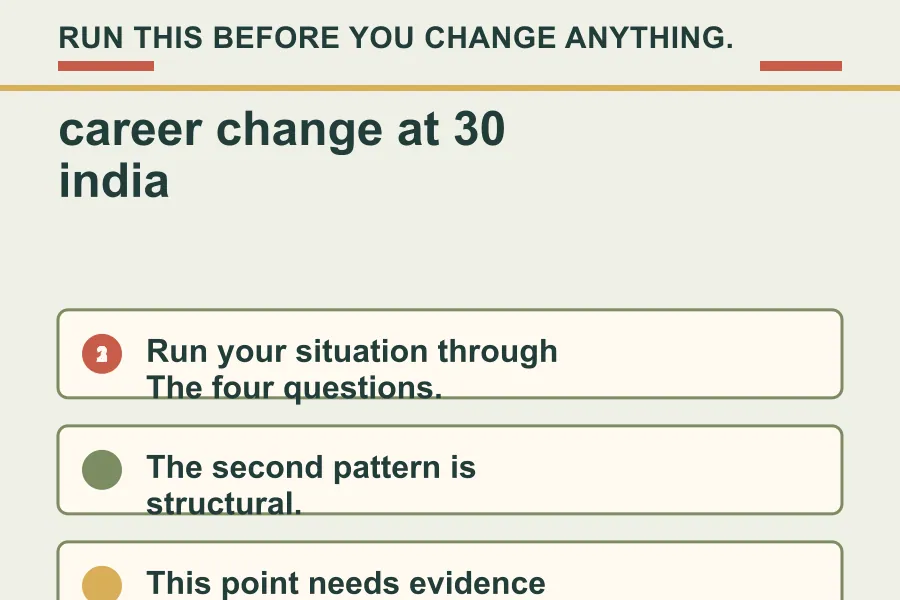 RUN THIS BEFORE YOU CHANGE ANYTHING.
career change at 30
india
Run your situation through
The four questions.
The second pattern is
structural.
This point needs evidence